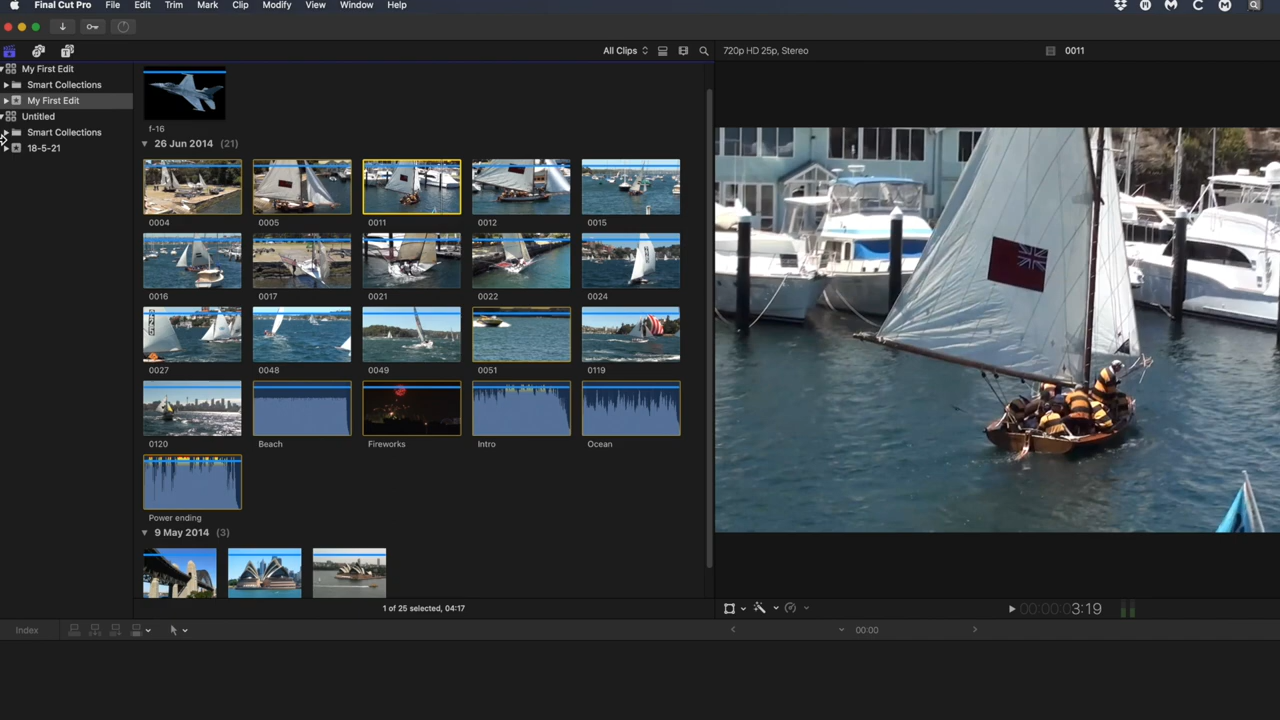 Final Cut Pro File Edit Trim Mark Clip Modify View Window Help
All Clips
720p HD 25p, Stereo
0011
My First Edit
Smart Collections
My First Edit
Untitled
Smart Collections
18-5-21
f-16
26 Jun 2014 (21)
0004 0005 0011 0012 0015
0016 0017 0021 0022 0024
0027 0048 0049 0051 0119
0120 Beach Fireworks Intro Ocean
Power ending
9 May 2014 (3)
1 of 25 selected, 04:17
00:00:03:19
Index
00:00